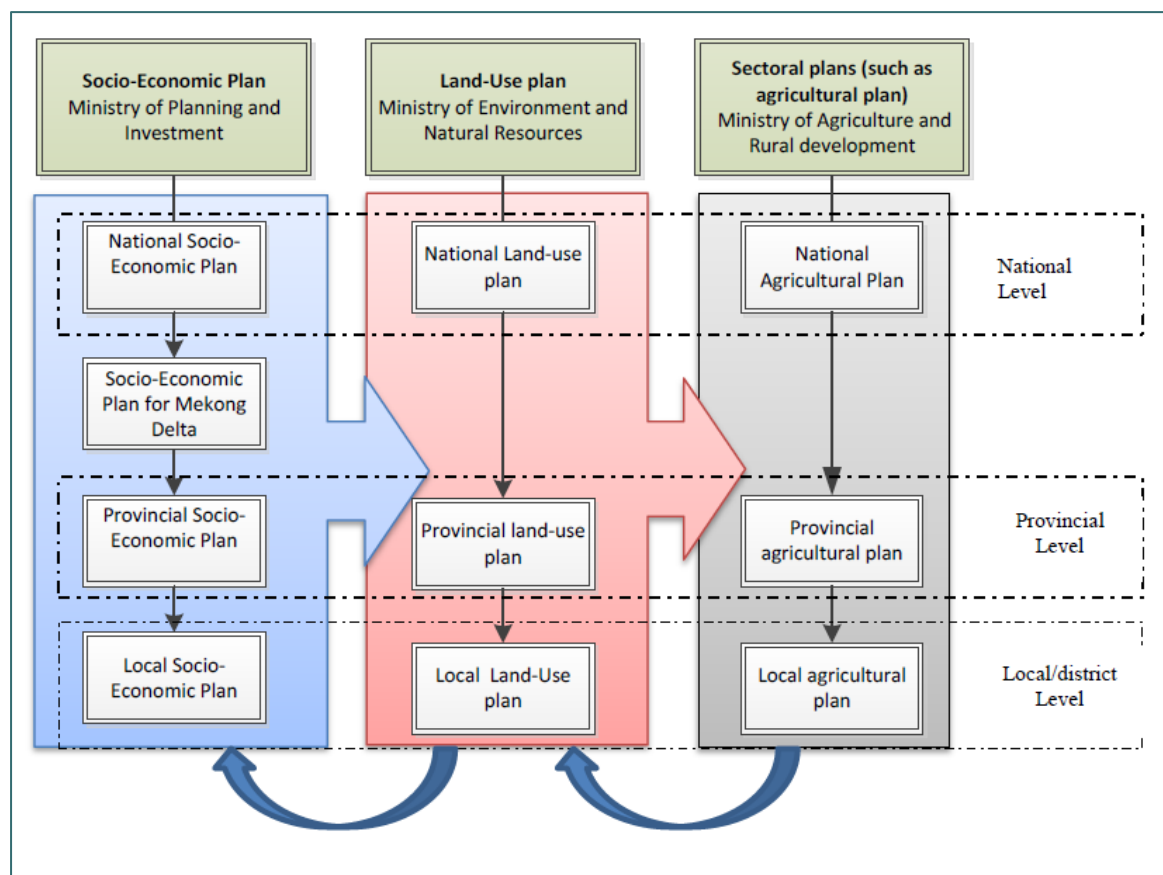 Socio-Economic Plan
Ministry of Planning and
Investment
Land-Use plan
Ministry of Environment and
Natural Resources
Sectoral plans (such as
agricultural plan)
Ministry of Agriculture and
Rural development
National Socio-
Economic Plan
National Land-use
plan
National
Agricultural Plan
National
Level
Socio-Economic
Plan for Mekong
Delta
Provincial Socio-
Economic Plan
Provincial land-use
plan
Provincial
agricultural plan
Provincial
Level
Local Socio-
Economic Plan
Local Land-Use
plan
Local agricultural
plan
Local/district
Level